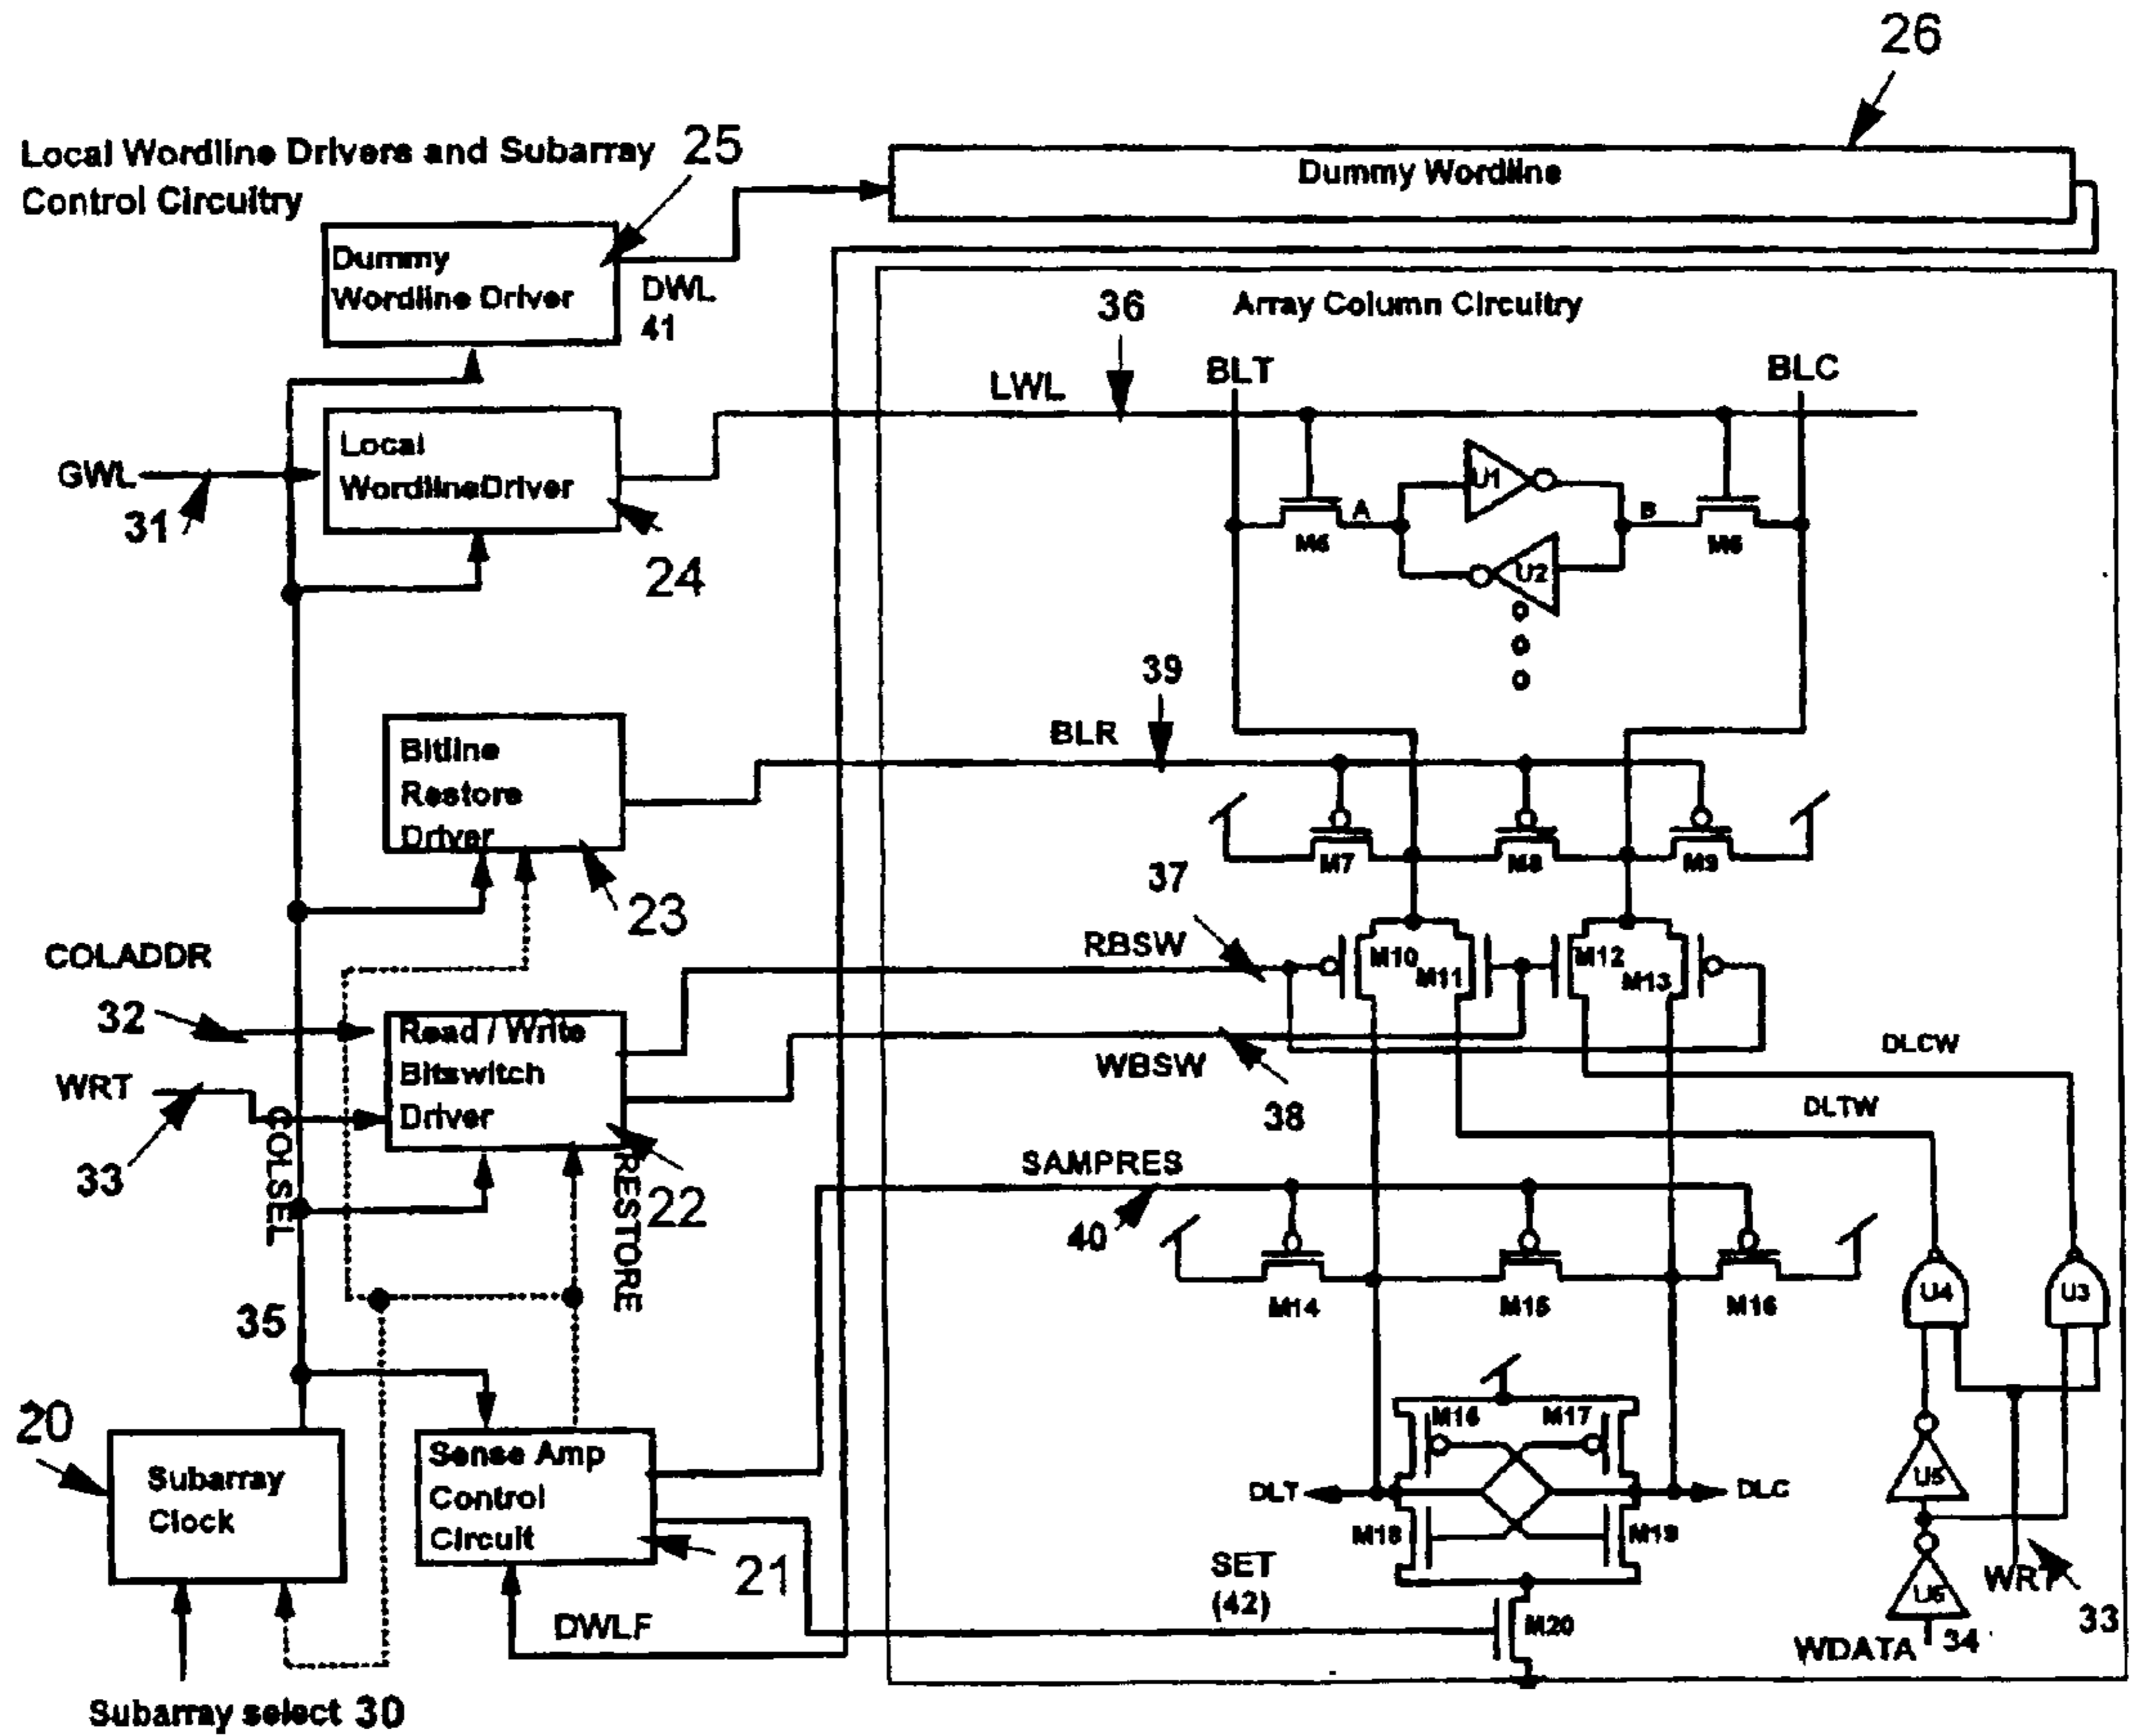 26
Local Wordline Drivers and Subarray
Control Circuitry
25
Dummy Wordline
Dummy
Wordline Driver
DWL
41
Array Column Circuitry
36
LWL
BLT
BLC
GWL
31
Local
WordlineDriver
24
U1
A
B
M6
U2
39
BLR
Bitline
Restore
Driver
23
M7
M8
M9
37
COLADDR
32
RBSW
M10
M11
M12
M13
Read / Write
Bitswitch
Driver
WRT
33
WBSW
38
DLCW
DLTW
COLSEL
RESTORE
22
SAMPRES
40
M14
M15
M16
U4
U3
35
20
Subarray
Clock
Sense Amp
Control
Circuit
21
M16
M17
DLT
DLC
M18
M19
U5
SET
(42)
M20
DWLF
U6
WRT
33
WDATA
34
Subarray select 30